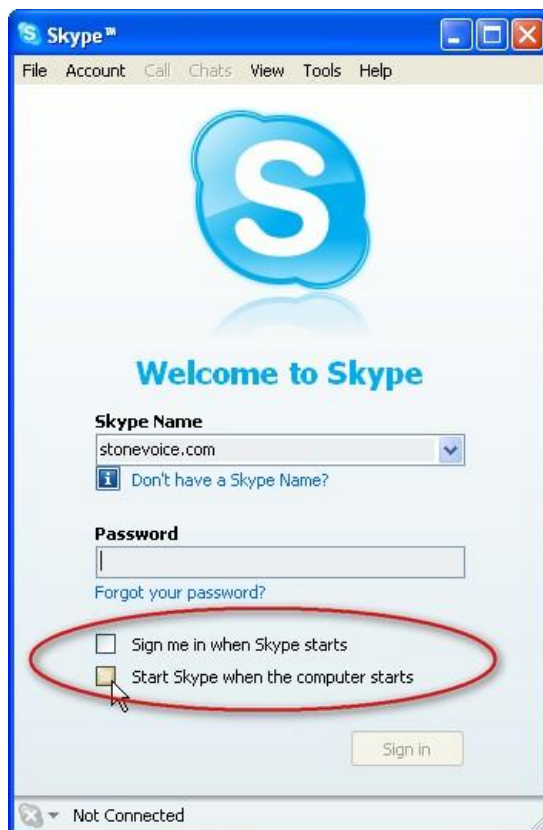 Skype™
File Account Call Chats View Tools Help
S
Welcome to Skype
Skype Name
stonevoice.com
Don't have a Skype Name?
Password
Forgot your password?
Sign me in when Skype starts
Start Skype when the computer starts
Sign in
Not Connected